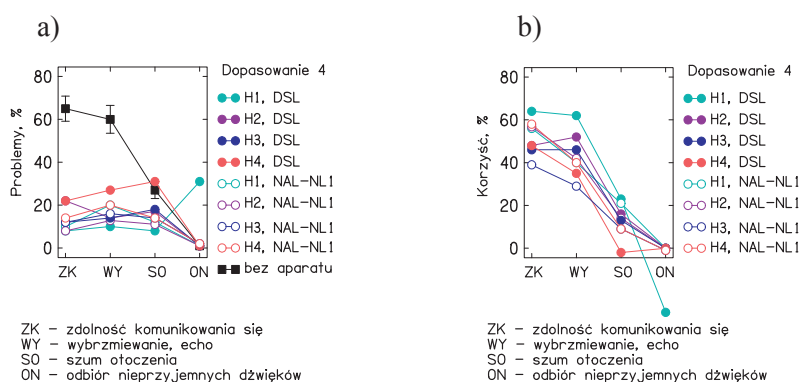 a)
Dopasowanie 4
80
60
40
20
0
Problemy, %
ZK WY SO ON
H1, DSL
H2, DSL
H3, DSL
H4, DSL
H1, NAL-NL1
H2, NAL-NL1
H3, NAL-NL1
H4, NAL-NL1
bez aparatu
ZK - zdolność komunikowania się
WY - wybrzmiewanie, echo
SO - szum otoczenia
ON - odbiór nieprzyjemnych dźwięków
b)
Dopasowanie 4
80
60
40
20
0
Korzyść, %
ZK WY SO ON
H1, DSL
H2, DSL
H3, DSL
H4, DSL
H1, NAL-NL1
H2, NAL-NL1
H3, NAL-NL1
H4, NAL-NL1
ZK - zdolność komunikowania się
WY - wybrzmiewanie, echo
SO - szum otoczenia
ON - odbiór nieprzyjemnych dźwięków